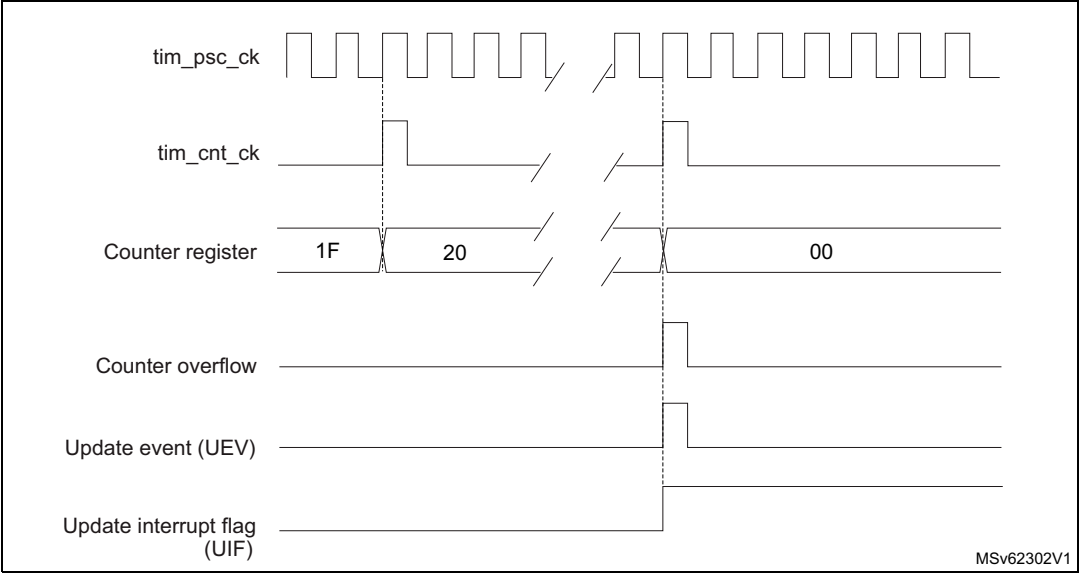 tim_psc_ck
tim_cnt_ck
Counter register
1F
20
00
Counter overflow
Update event (UEV)
Update interrupt flag
(UIF)
MSv62302V1